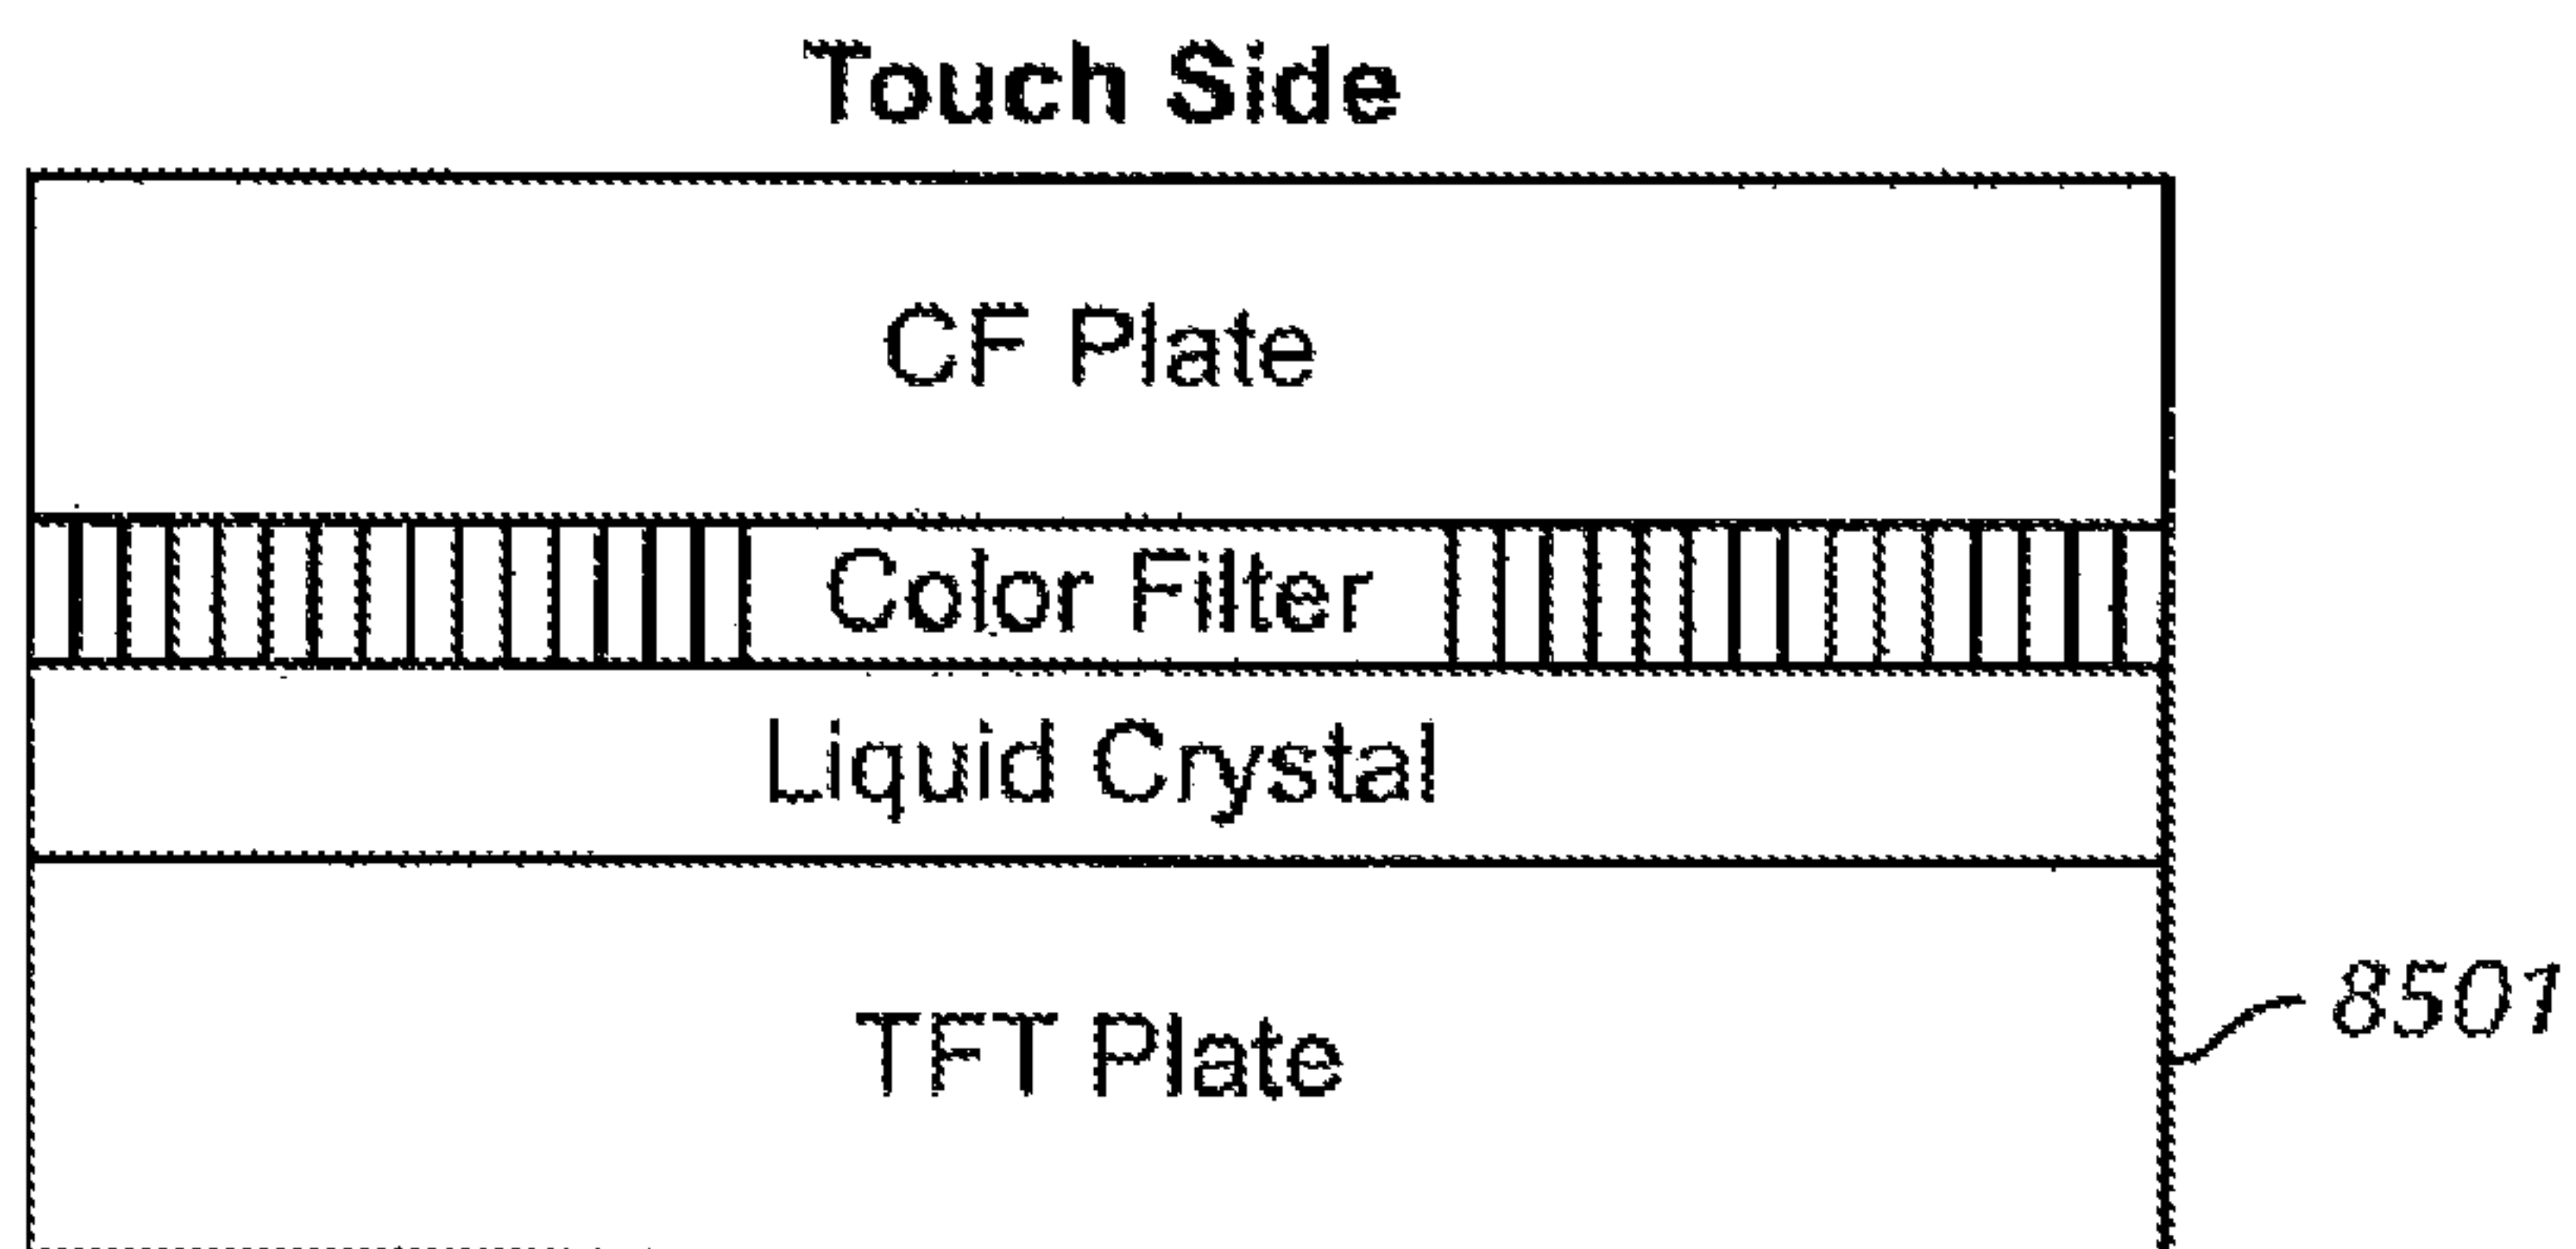 Touch Side
CF Plate
Color Filter
Liquid Crystal
TFT Plate
8501